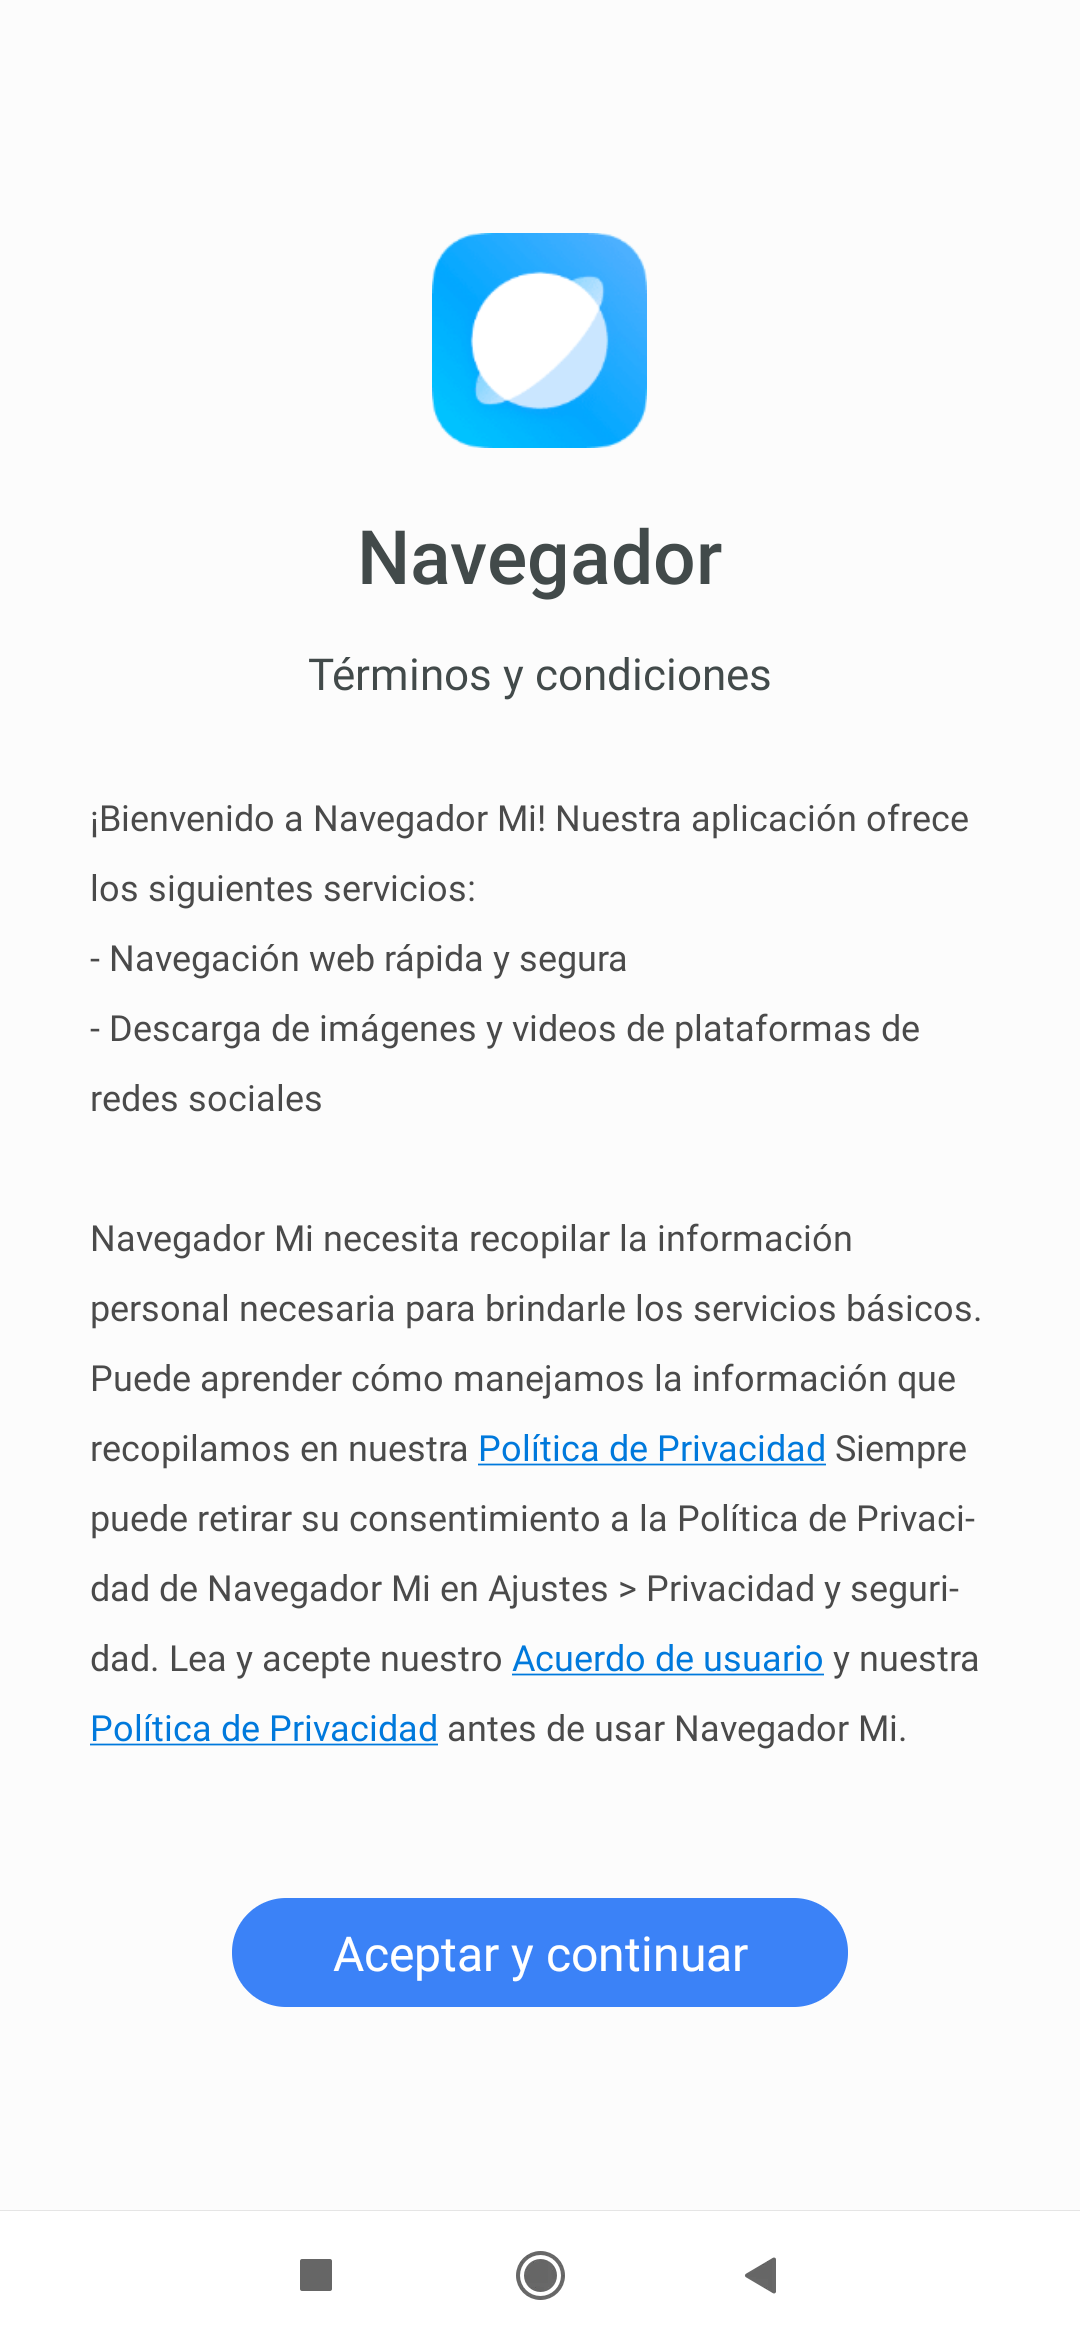 Navegador
Términos y condiciones
¡Bienvenido a Navegador Mi! Nuestra aplicación ofrece
los siguientes servicios:
- Navegación web rápida y segura
- Descarga de imágenes y videos de plataformas de
redes sociales
Navegador Mi necesita recopilar la información
personal necesaria para brindarle los servicios básicos.
Puede aprender cómo manejamos la información que
recopilamos en nuestra Política de Privacidad Siempre
puede retirar su consentimiento a la Política de Privaci-
dad de Navegador Mi en Ajustes > Privacidad y seguri-
dad. Lea y acepte nuestro Acuerdo de usuario y nuestra
Política de Privacidad antes de usar Navegador Mi.
Aceptar y continuar